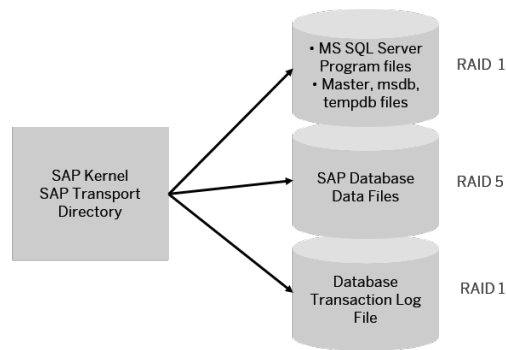 • MS SQL Server
Program files
• Master, msdb,
tempdb files
RAID 1
SAP Kernel
SAP Transport
Directory
SAP Database
Data Files
RAID 5
Database
Transaction Log
File
RAID 1